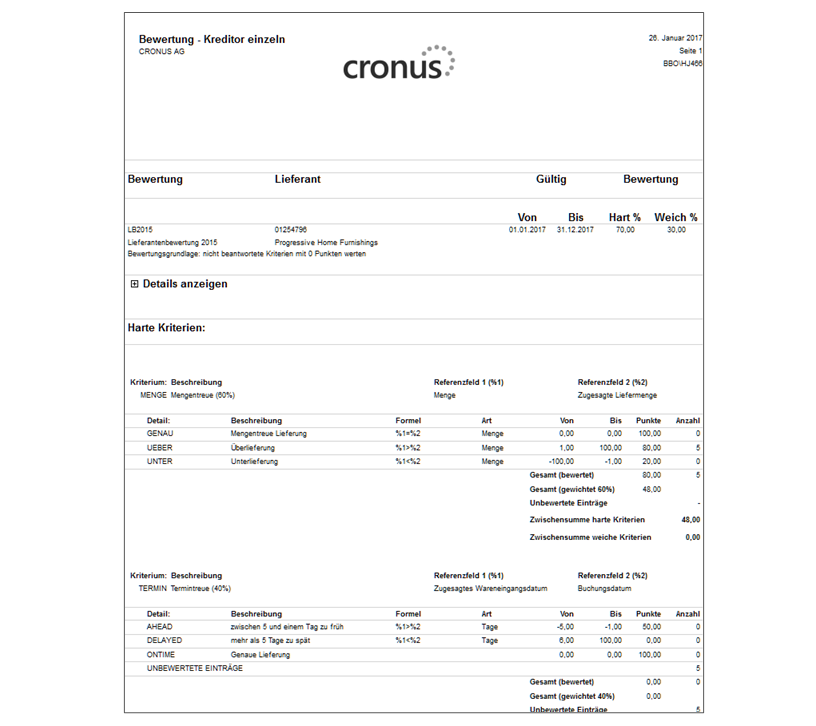 Bewertung - Kreditor einzeln
CRONUS AG
cronus
26. Januar 2017
Seite 1
BBO\HJ466
Bewertung Lieferant Gültig Bewertung
Von Bis Hart % Weich %
LB2015 01254796 01.01.2017 31.12.2017 70,00 30,00
Lieferantenbewertung 2015 Progressive Home Furnishings
Bewertungsgrundlage: nicht beantwortete Kriterien mit 0 Punkten werten
Details anzeigen
Harte Kriterien:
Kriterium: Beschreibung Referenzfeld 1 (%1) Referenzfeld 2 (%2)
MENGE Mengentreue (60%) Menge Zugesagte Liefermenge
Detail: Beschreibung Formel Art Von Bis Punkte Anzahl
GENAU Mengentreue Lieferung %1=%2 Menge 0,00 0,00 100,00 0
UEBER Überlieferung %1>%2 Menge 1,00 100,00 80,00 5
UNTER Unterlieferung %1<%2 Menge -100,00 -1,00 20,00 0
Gesamt (bewertet) 80,00 5
Gesamt (gewichtet 60%) 48,00
Unbewertete Einträge -
Zwischensumme harte Kriterien 48,00
Zwischensumme weiche Kriterien 0,00
Kriterium: Beschreibung Referenzfeld 1 (%1) Referenzfeld 2 (%2)
TERMIN Termintreue (40%) Zugesagtes Wareneingangsdatum Buchungsdatum
Detail: Beschreibung Formel Art Von Bis Punkte Anzahl
AHEAD zwischen 5 und einem Tag zu früh %1>%2 Tage -5,00 -1,00 50,00 0
DELAYED mehr als 5 Tage zu spät %1<%2 Tage 6,00 100,00 0,00 0
ONTIME Genaue Lieferung 0,00 0,00 100,00 0
UNBEWERTETE EINTRÄGE 5
Gesamt (bewertet) 0,00 0
Gesamt (gewichtet 40%) 0,00
Unbewertete Einträge 5